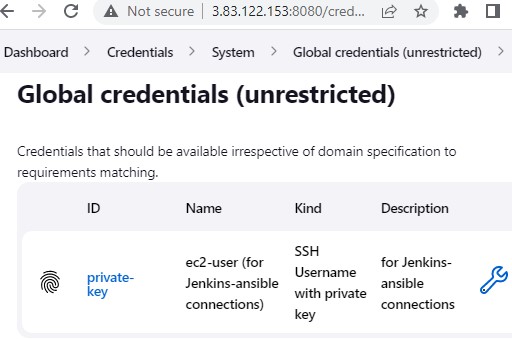 Not secure | 3.83.122.153:8080/cred...
Dashboard > Credentials > System > Global credentials (unrestricted) >
Global credentials (unrestricted)
Credentials that should be available irrespective of domain specification to
requirements matching.
ID Name Kind Description
private-
key
ec2-user (for
Jenkins-ansible
connections)
SSH
Username
with private
key
for Jenkins-
ansible
connections